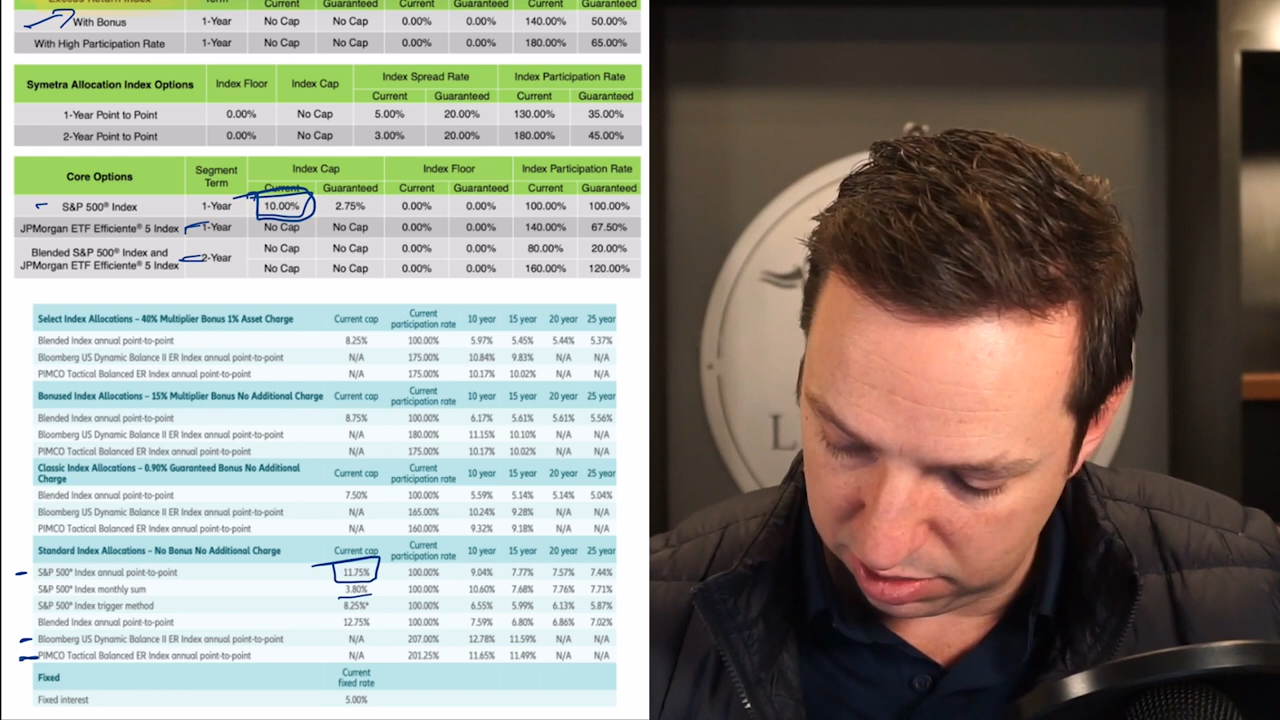 Excess Return Index Term Current Guaranteed Current Guaranteed Current Guaranteed
With Bonus 1-Year No Cap No Cap 0.00% 0.00% 140.00% 50.00%
With High Participation Rate 1-Year No Cap No Cap 0.00% 0.00% 180.00% 65.00%
Symetra Allocation Index Options Index Floor Index Cap Index Spread Rate Index Participation Rate
Current Guaranteed Current Guaranteed
1-Year Point to Point 0.00% No Cap 5.00% 20.00% 130.00% 35.00%
2-Year Point to Point 0.00% No Cap 3.00% 20.00% 180.00% 45.00%
Core Options Segment Term Index Cap Index Floor Index Participation Rate
Current Guaranteed Current Guaranteed Current Guaranteed
S&P 500® Index 1-Year 10.00% 2.75% 0.00% 0.00% 100.00% 100.00%
JPMorgan ETF Efficiente® 5 Index 1-Year No Cap No Cap 0.00% 0.00% 140.00% 67.50%
Blended S&P 500® Index and 2-Year No Cap No Cap 0.00% 0.00% 80.00% 20.00%
JPMorgan ETF Efficiente® 5 Index No Cap No Cap 0.00% 0.00% 160.00% 120.00%
Select Index Allocations – 40% Multiplier Bonus 1% Asset Charge Current cap Current participation rate 10 year 15 year 20 year 25 year
Blended Index annual point-to-point 8.25% 100.00% 5.97% 5.45% 5.44% 5.37%
Bloomberg US Dynamic Balance II ER Index annual point-to-point N/A 175.00% 10.84% 9.83% N/A N/A
PIMCO Tactical Balanced ER Index annual point-to-point N/A 175.00% 10.17% 10.02% N/A N/A
Bonused Index Allocations – 15% Multiplier Bonus No Additional Charge Current cap Current participation rate 10 year 15 year 20 year 25 year
Blended Index annual point-to-point 8.75% 100.00% 6.17% 5.61% 5.61% 5.56%
Bloomberg US Dynamic Balance II ER Index annual point-to-point N/A 180.00% 11.15% 10.10% N/A N/A
PIMCO Tactical Balanced ER Index annual point-to-point N/A 175.00% 10.17% 10.02% N/A N/A
Classic Index Allocations – 0.90% Guaranteed Bonus No Additional Charge Current cap Current participation rate 10 year 15 year 20 year 25 year
Blended Index annual point-to-point 7.50% 100.00% 5.59% 5.14% 5.14% 5.04%
Bloomberg US Dynamic Balance II ER Index annual point-to-point N/A 165.00% 10.24% 9.28% N/A N/A
PIMCO Tactical Balanced ER Index annual point-to-point N/A 160.00% 9.32% 9.18% N/A N/A
Standard Index Allocations – No Bonus No Additional Charge Current cap Current participation rate 10 year 15 year 20 year 25 year
S&P 500® Index annual point-to-point 11.75% 100.00% 9.04% 7.77% 7.57% 7.44%
S&P 500® Index monthly sum 3.80% 100.00% 10.60% 7.68% 7.76% 7.71%
S&P 500® Index trigger method 8.25%* 100.00% 6.55% 5.99% 6.13% 5.87%
Blended Index annual point-to-point 12.75% 100.00% 7.59% 6.80% 6.86% 7.02%
Bloomberg US Dynamic Balance II ER Index annual point-to-point N/A 207.00% 12.78% 11.59% N/A N/A
PIMCO Tactical Balanced ER Index annual point-to-point N/A 201.25% 11.65% 11.49% N/A N/A
Fixed Current fixed rate
Fixed interest 5.00%